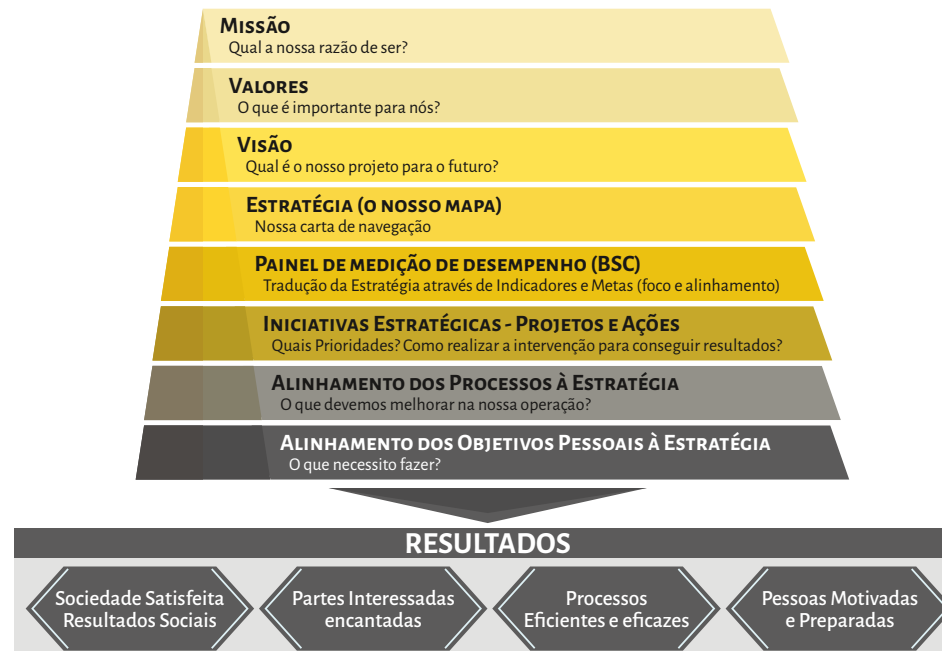 Missão
Qual a nossa razão de ser?
Valores
O que é importante para nós?
Visão
Qual é o nosso projeto para o futuro?
Estratégia (o nosso mapa)
Nossa carta de navegação
Painel de medição de desempenho (BSC)
Tradução da Estratégia através de Indicadores e Metas (foco e alinhamento)
Iniciativas Estratégicas - Projetos e Ações
Quais Prioridades? Como realizar a intervenção para conseguir resultados?
Alinhamento dos Processos à Estratégia
O que devemos melhorar na nossa operação?
Alinhamento dos Objetivos Pessoais à Estratégia
O que necessito fazer?
RESULTADOS
Sociedade Satisfeita
Resultados Sociais
Partes Interessadas
encantadas
Processos
Eficientes e eficazes
Pessoas Motivadas
e Preparadas